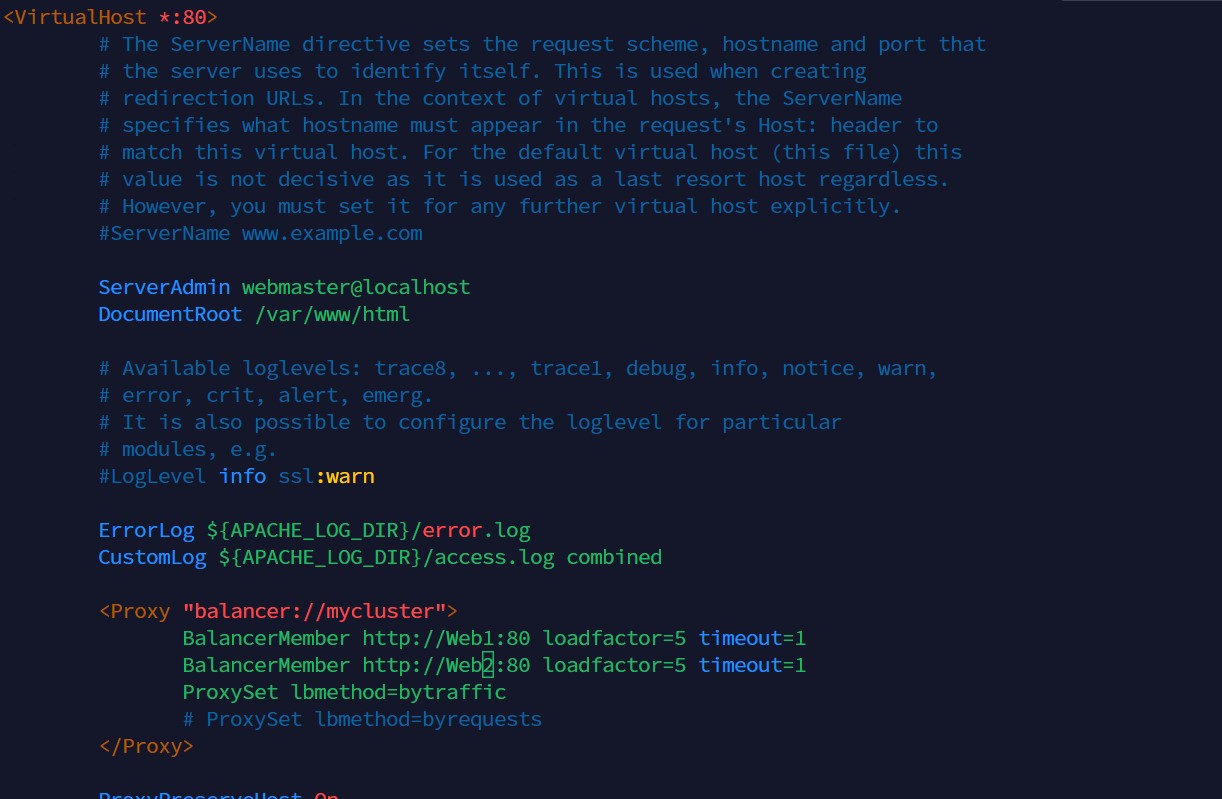 <VirtualHost *:80>
# The ServerName directive sets the request scheme, hostname and port that
# the server uses to identify itself. This is used when creating
# redirection URLs. In the context of virtual hosts, the ServerName
# specifies what hostname must appear in the request's Host: header to
# match this virtual host. For the default virtual host (this file) this
# value is not decisive as it is used as a last resort host regardless.
# However, you must set it for any further virtual host explicitly.
#ServerName www.example.com
ServerAdmin webmaster@localhost
DocumentRoot /var/www/html
# Available loglevels: trace8, ..., trace1, debug, info, notice, warn,
# error, crit, alert, emerg.
# It is also possible to configure the loglevel for particular
# modules, e.g.
#LogLevel info ssl:warn
ErrorLog ${APACHE_LOG_DIR}/error.log
CustomLog ${APACHE_LOG_DIR}/access.log combined
<Proxy "balancer://mycluster">
BalancerMember http://Web1:80 loadfactor=5 timeout=1
BalancerMember http://Web2:80 loadfactor=5 timeout=1
ProxySet lbmethod=bytraffic
# ProxySet lbmethod=byrequests
</Proxy>
ProxyPreserveHost On